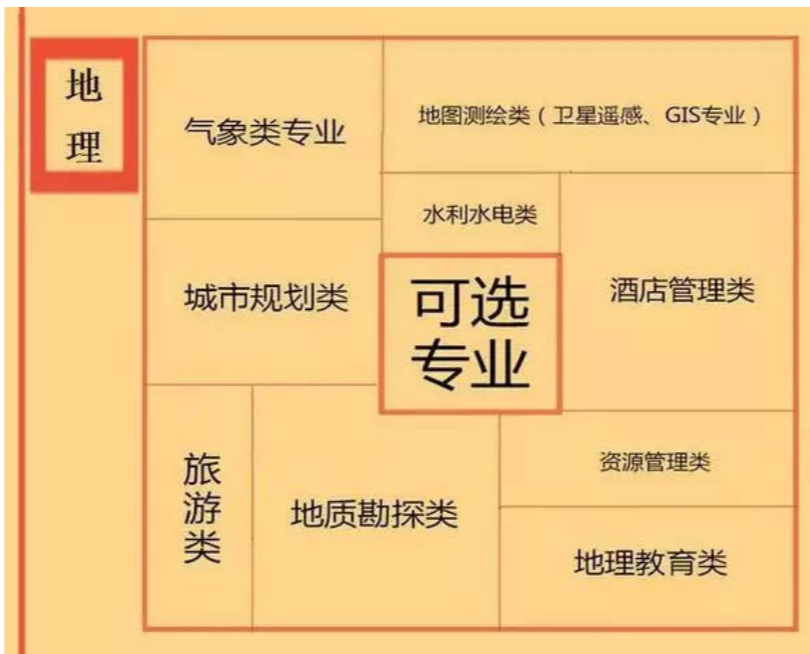 地
理
气象类专业
地图测绘类（卫星遥感、GIS专业）
水利水电类
城市规划类
可选
专业
酒店管理类
旅
游
类
地质勘探类
资源管理类
地理教育类